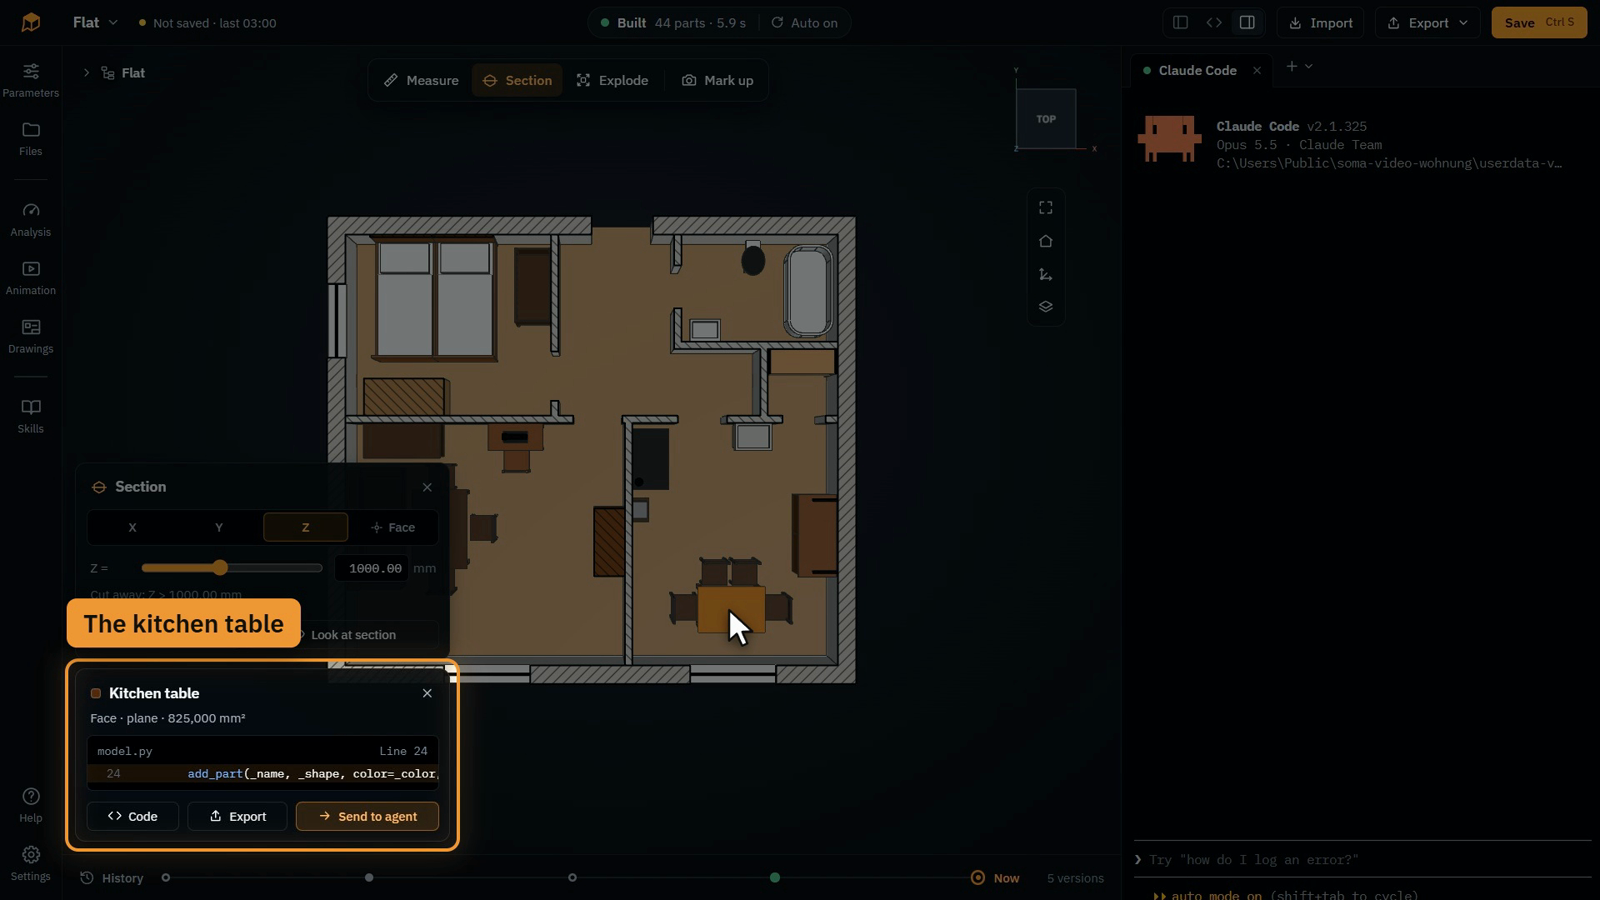 Flat
Not saved · last 03:00
Built 44 parts · 5.9 s
Auto on
Import
Export
Save Ctrl S
Parameters
Files
Analysis
Animation
Drawings
Skills
Help
Settings
Flat
Measure
Section
Explode
Mark up
Y
TOP
Z
X
Section
X
Y
Z
Face
Z =
1000.00 mm
Cut away: Z > 1000.00 mm
Look at section
The kitchen table
Kitchen table
Face · plane · 825,000 mm²
model.py
Line 24
24 add_part(_name, _shape, color=_color,
Code
Export
Send to agent
History
Now
5 versions
Claude Code
Claude Code v2.1.325
Opus 5.5 · Claude Team
C:\Users\Public\soma-video-wohnung\userdata-v…
❯ Try "how do I log an error?"
auto mode on (shift+tab to cycle)